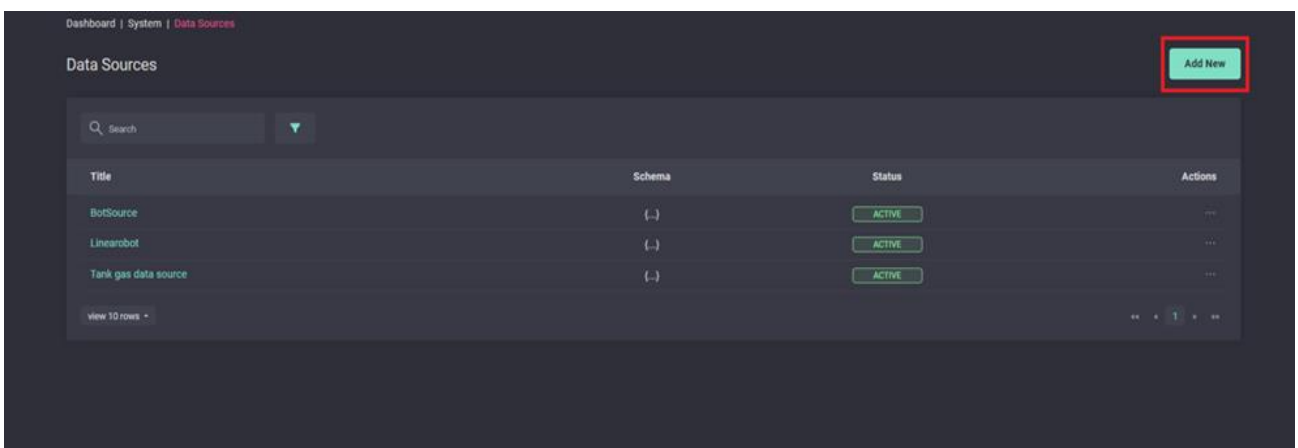 Dashboard | System | Data Sources
Data Sources
Add New
Search
Title Schema Status Actions
BotSource {...} ACTIVE ...
Linearobot {...} ACTIVE ...
Tank gas data source {...} ACTIVE ...
view 10 rows
1